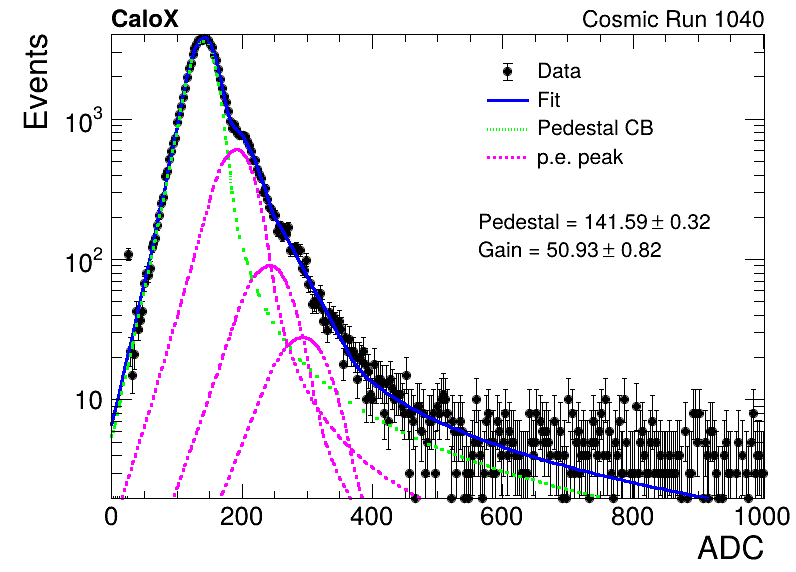 CaloX Cosmic Run 1040
Events
Data
Fit
Pedestal CB
p.e. peak
Pedestal = 141.59 ± 0.32
Gain = 50.93 ± 0.82
10³
10²
10
0 200 400 600 800 1000
ADC